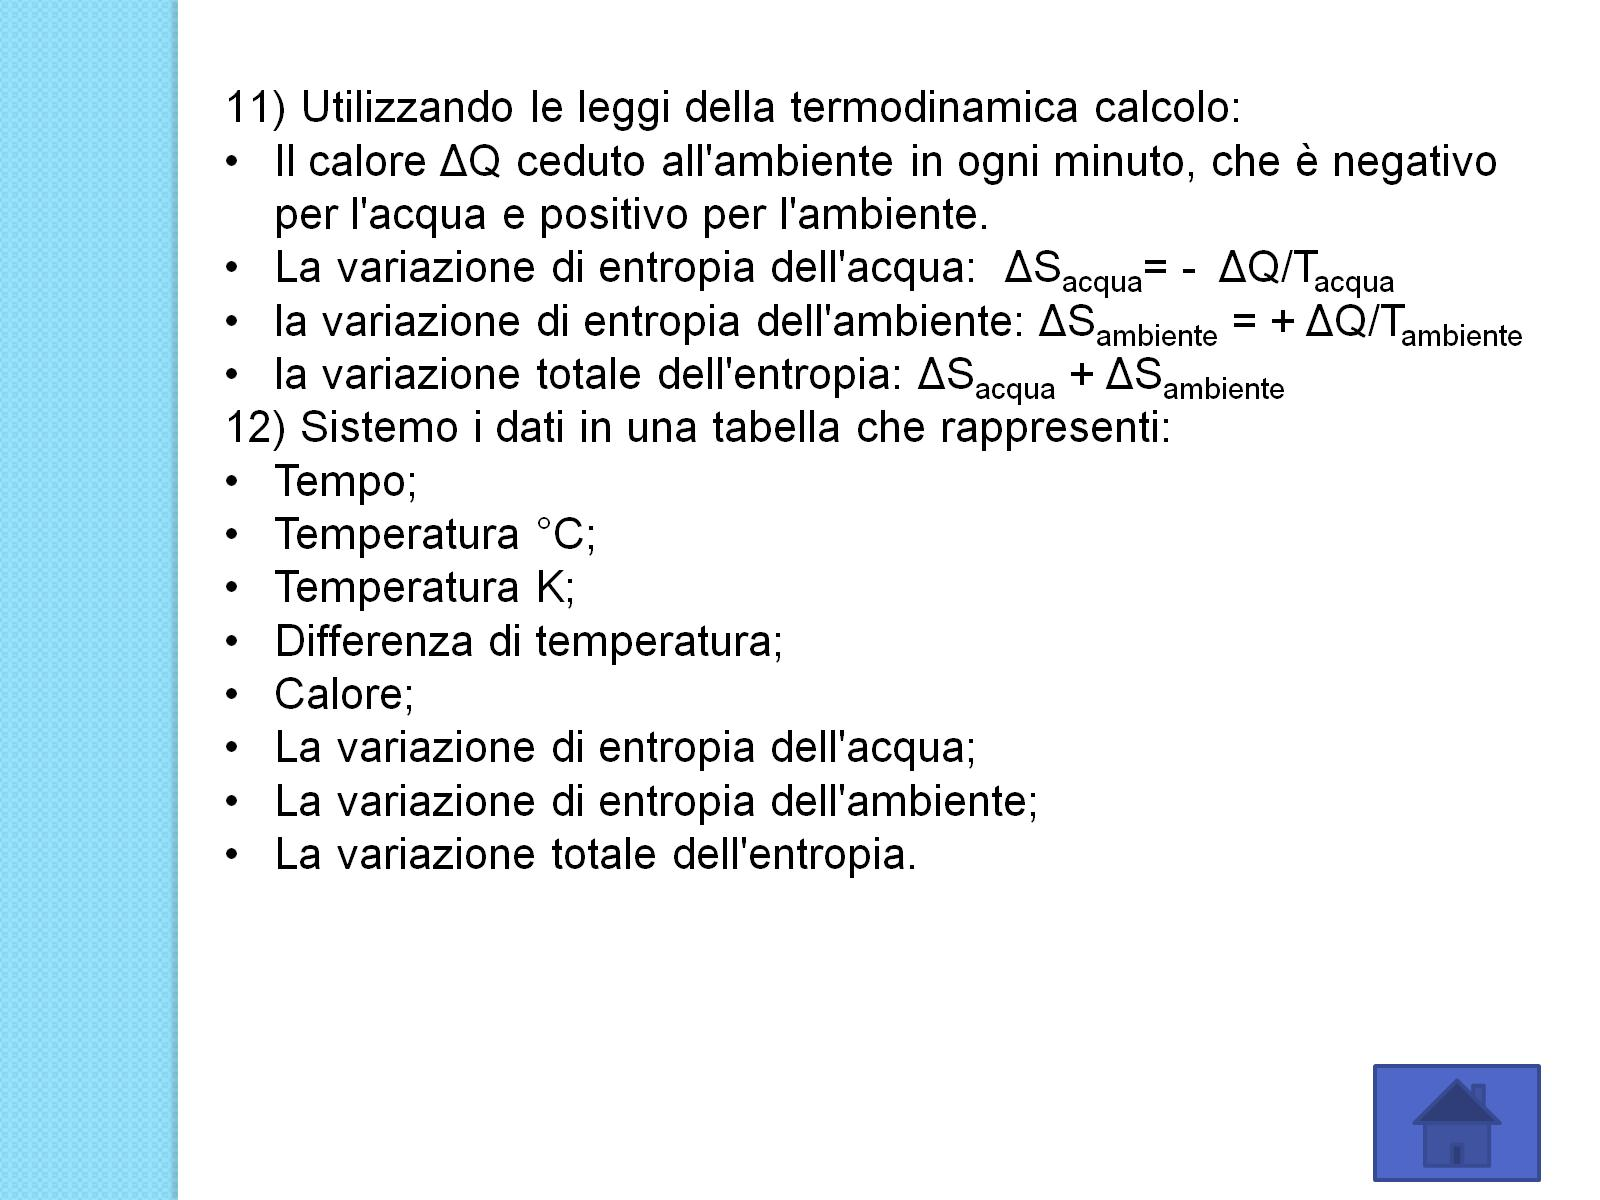 11) Utilizzando le leggi della termodinamica calcolo:
• Il calore ΔQ ceduto all'ambiente in ogni minuto, che è negativo
per l'acqua e positivo per l'ambiente.
• La variazione di entropia dell'acqua: ΔSacqua= - ΔQ/Tacqua
• la variazione di entropia dell'ambiente: ΔSambiente = + ΔQ/Tambiente
• la variazione totale dell'entropia: ΔSacqua + ΔSambiente
12) Sistemo i dati in una tabella che rappresenti:
• Tempo;
• Temperatura °C;
• Temperatura K;
• Differenza di temperatura;
• Calore;
• La variazione di entropia dell'acqua;
• La variazione di entropia dell'ambiente;
• La variazione totale dell'entropia.